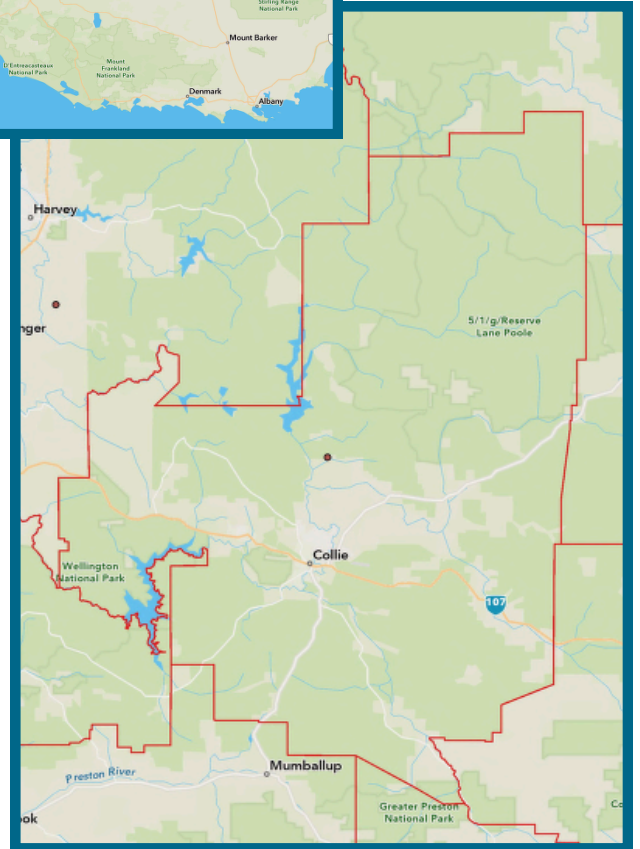 Stirling Range
National Park
Mount Barker
D'Entrecasteaux
National Park
Mount
Frankland
National Park
Denmark
Albany
Harvey
nger
5/1/g/Reserve
Lane Poole
Collie
Wellington
National Park
107
Mumballup
Preston River
Greater Preston
National Park
Co
ok